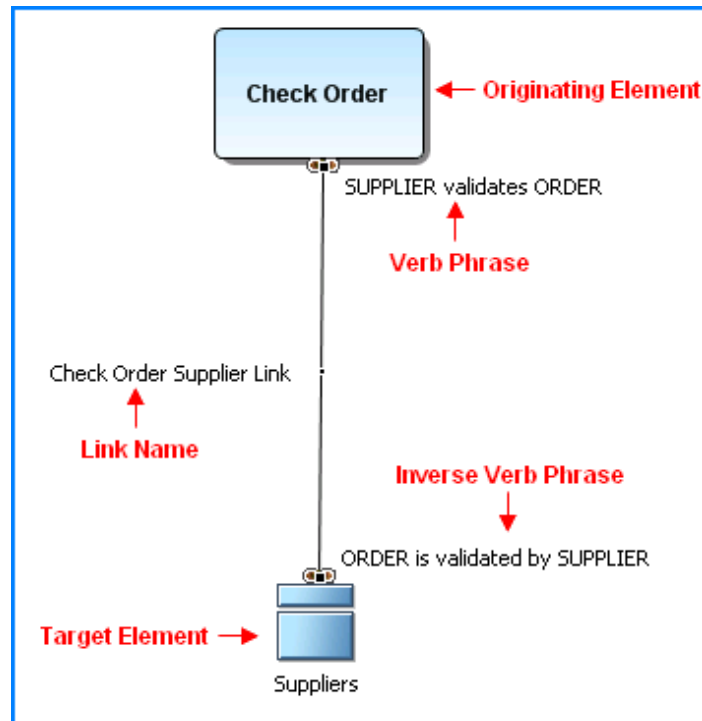 Check Order
Originating Element
SUPPLIER validates ORDER
Verb Phrase
Check Order Supplier Link
Link Name
Inverse Verb Phrase
ORDER is validated by SUPPLIER
Target Element
Suppliers